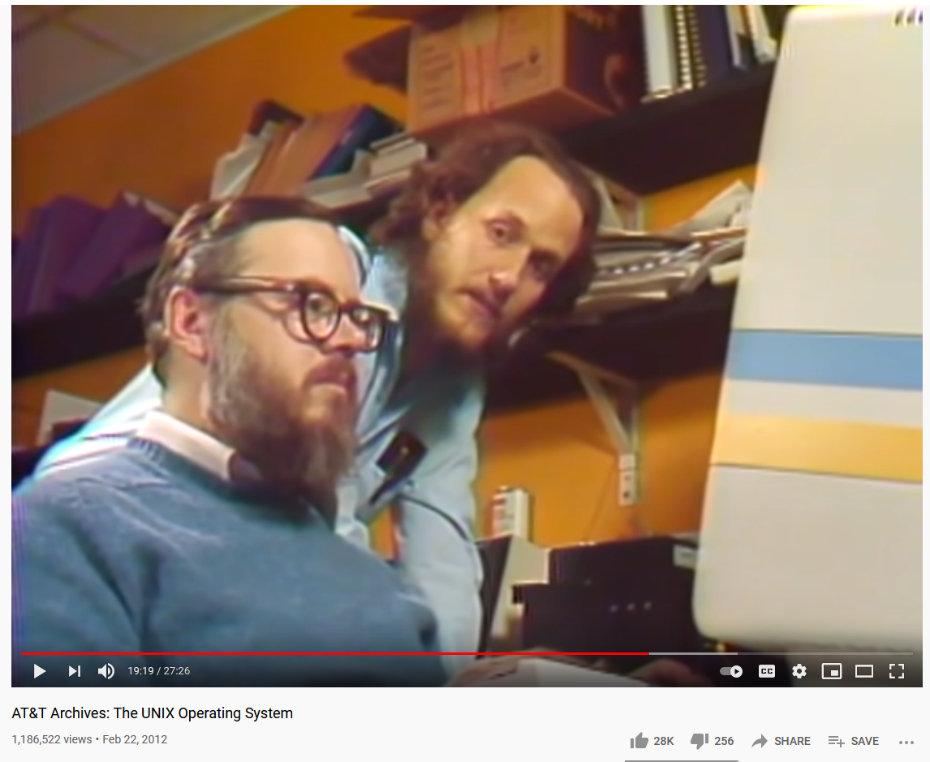 19:19 / 27:26
CC
AT&T Archives: The UNIX Operating System
1,186,522 views • Feb 22, 2012
28K 256 SHARE SAVE